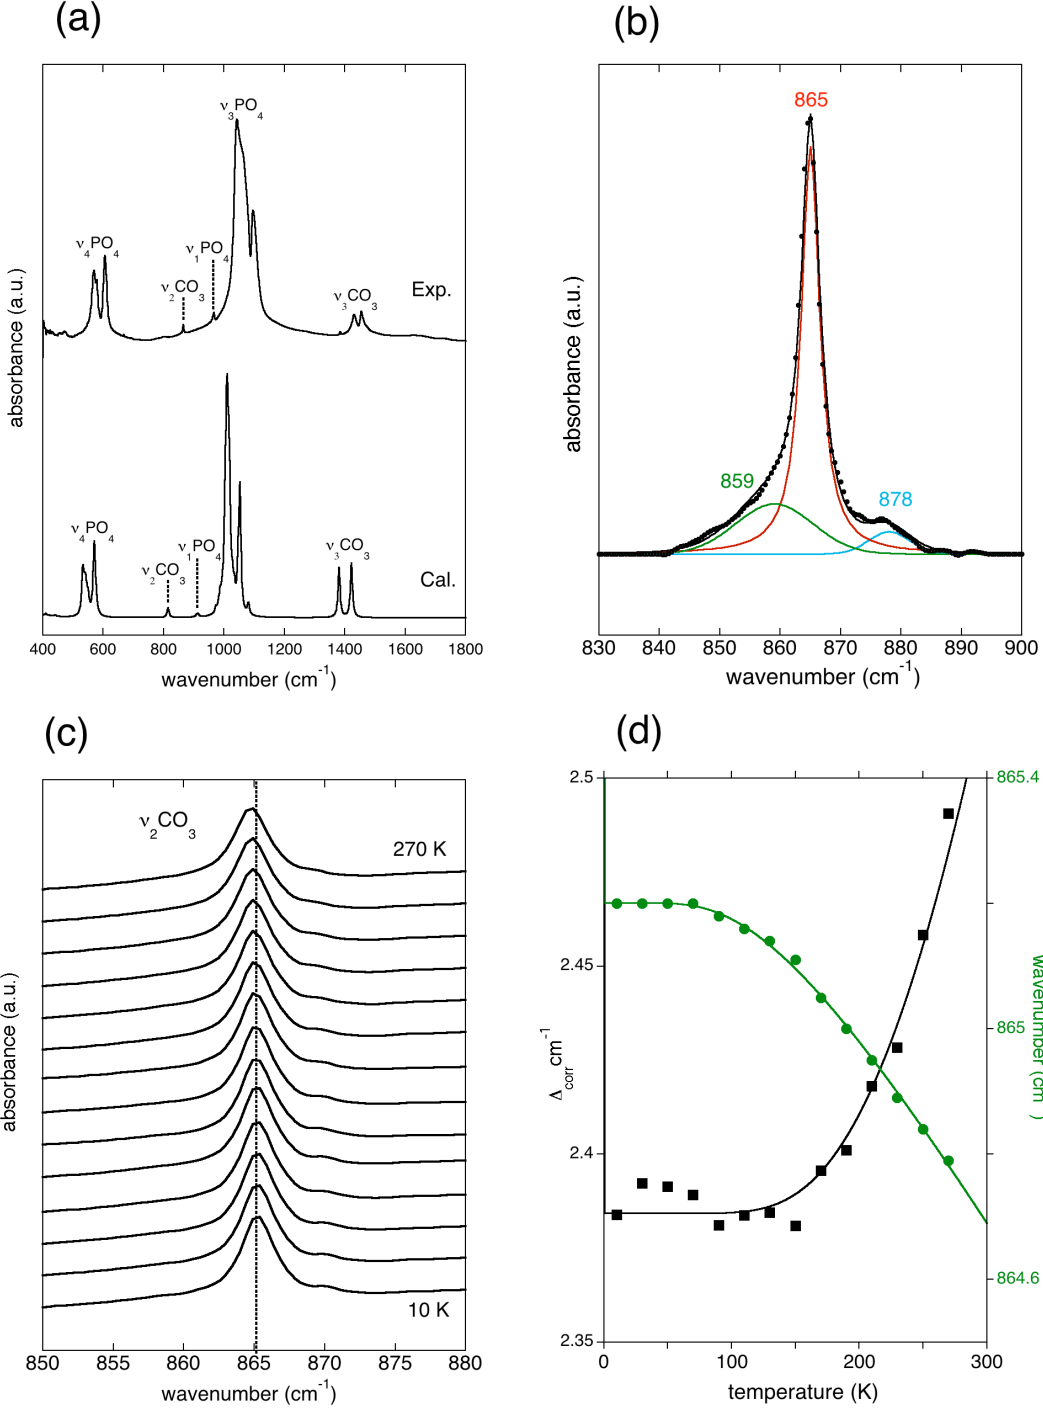 (a)
ν3PO4
ν4PO4
ν1PO4
ν2CO3
ν3CO3
Exp.
ν4PO4
ν1PO4
ν2CO3
ν3CO3
Cal.
absorbance (a.u.)
400 600 800 1000 1200 1400 1600 1800
wavenumber (cm-1)
(b)
865
859
878
absorbance (a.u.)
830 840 850 860 870 880 890 900
wavenumber (cm-1)
(c)
ν2CO3
270 K
10 K
absorbance (a.u.)
850 855 860 865 870 875 880
wavenumber (cm-1)
(d)
2.5
2.45
2.4
2.35
Δcorr cm-1
865.4
865
864.6
wavenumber (cm )
0 100 200 300
temperature (K)